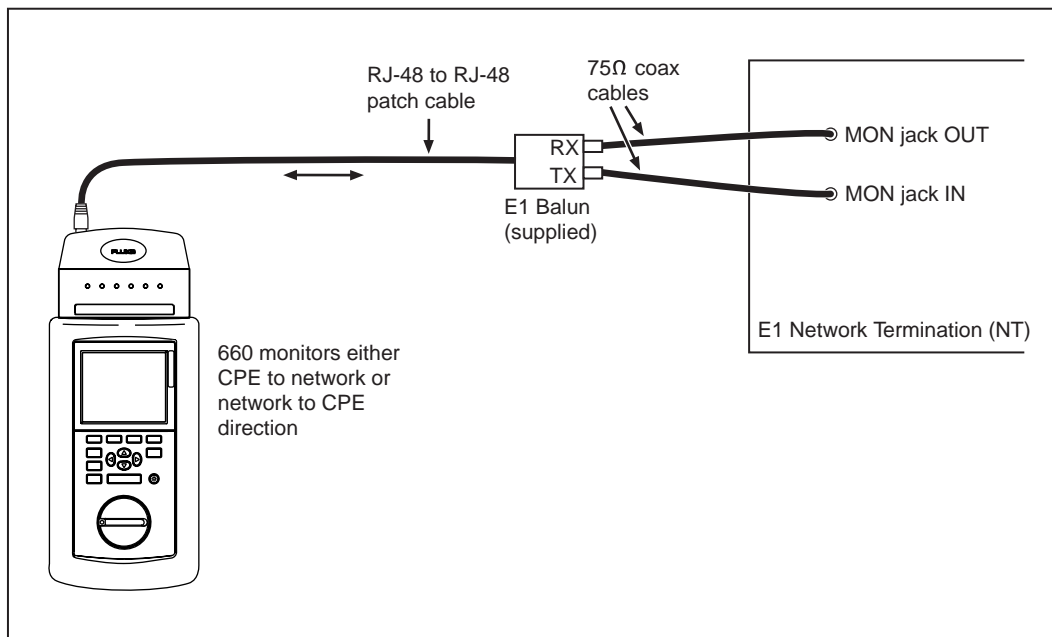 RJ-48 to RJ-48
patch cable
75Ω coax
cables
RX
TX
MON jack OUT
MON jack IN
E1 Balun
(supplied)
FLUKE
E1 Network Termination (NT)
660 monitors either
CPE to network or
network to CPE
direction